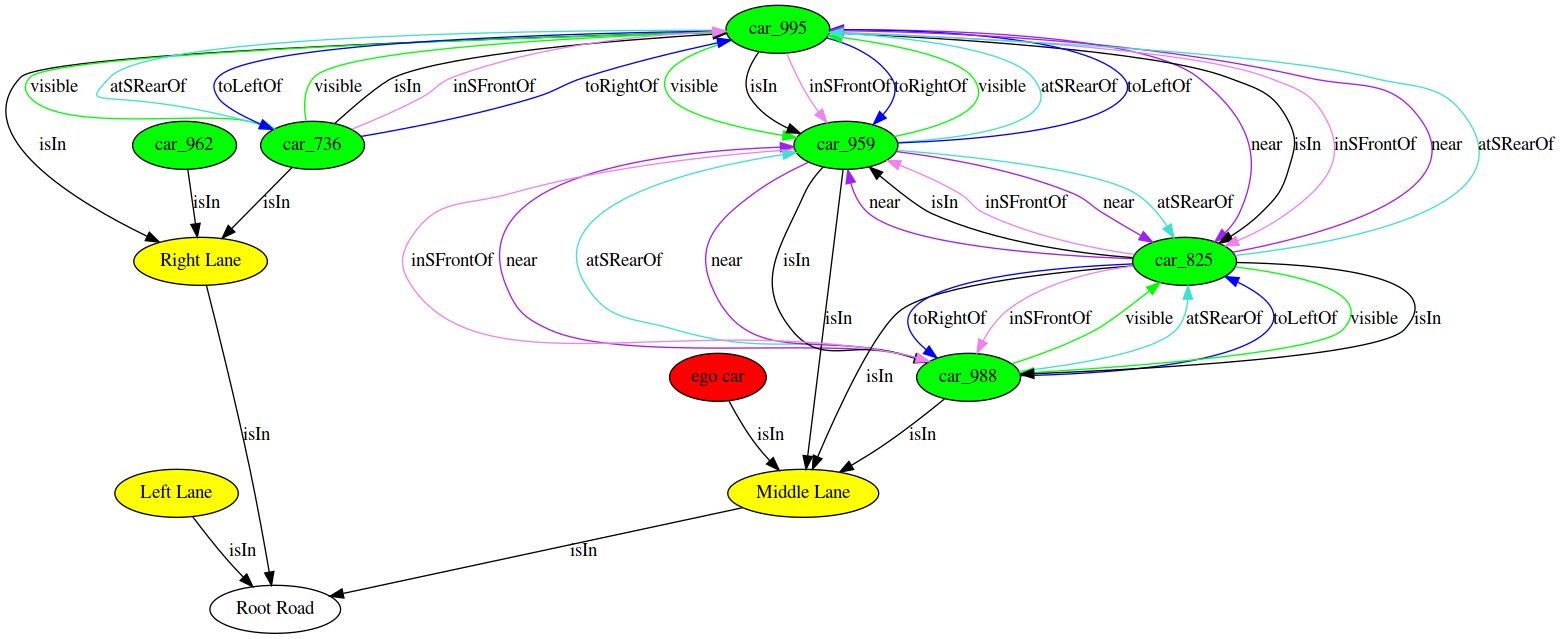 car_995
visible
atSRearOf
toLeftOf
visible
isIn
inSFrontOf
toRightOf
visible
isIn
inSFrontOf
toRightOf
visible
atSRearOf
toLeftOf
isIn
car_962
car_736
car_959
near
isIn
inSFrontOf
near
atSRearOf
isIn
isIn
near
isIn
inSFrontOf
near
atSRearOf
Right Lane
inSFrontOf
near
atSRearOf
near
isIn
car_825
isIn
toRightOf
inSFrontOf
visible
atSRearOf
toLeftOf
visible
isIn
ego car
isIn
car_988
isIn
isIn
isIn
Left Lane
Middle Lane
isIn
isIn
Root Road